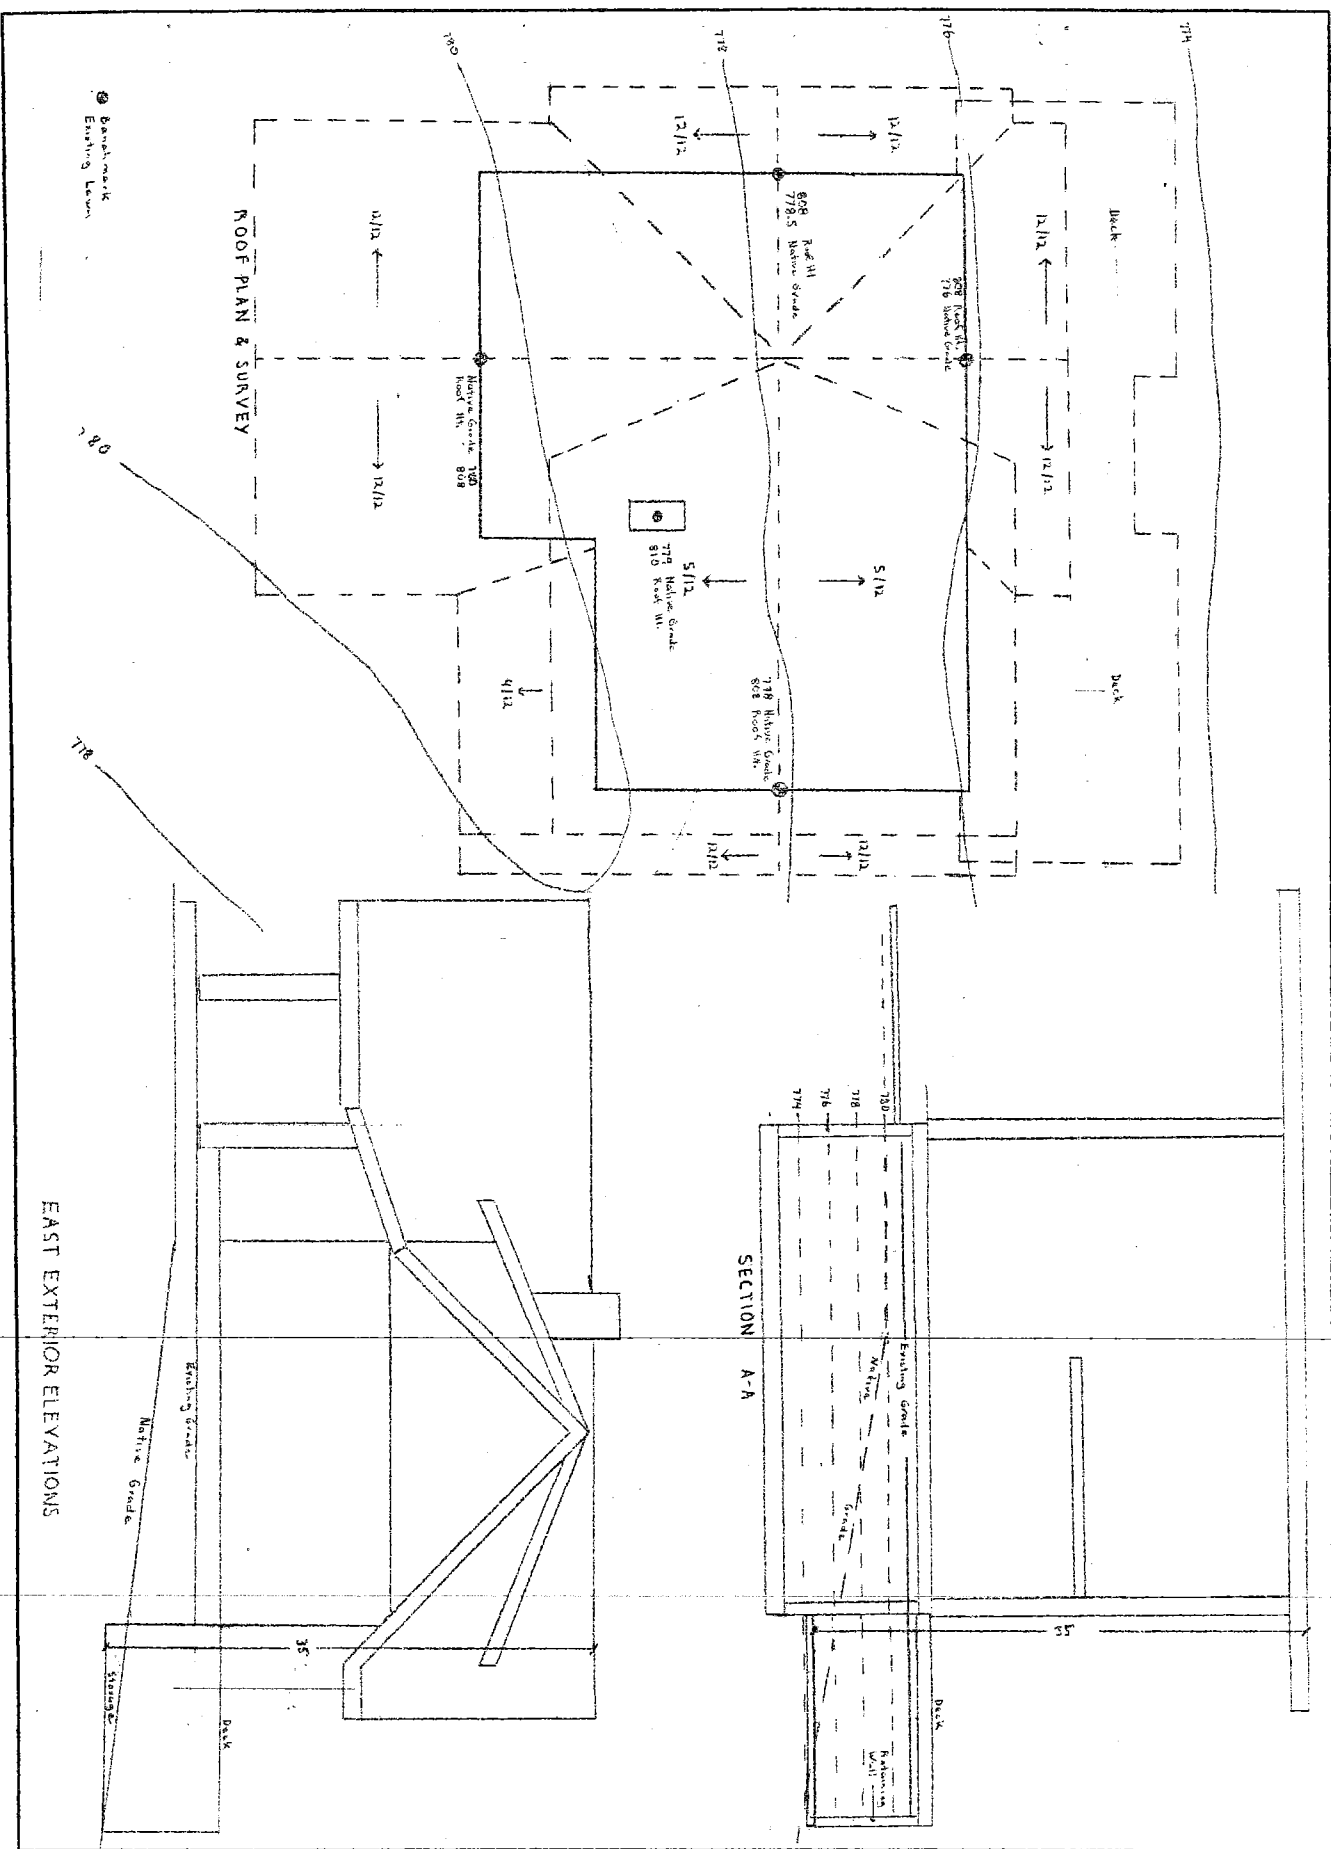 774
776
778
780
Deck
Deck
12/12
12/12
12/12
12/12
808 Roof Ht.
776 Native Grade
808 Roof Ht
778.5 Native Grade
5/12
5/12
778 Native Grade
808 Roof Ht.
779 Native Grade
810 Roof Ht.
Native Grade 780
Roof Ht. 808
12/12
12/12
12/12
12/12
4/12
ROOF PLAN & SURVEY
Existing Lawn
780
778
780
778
776
774
Existing Grade
Native Grade
35
Deck
Retaining
Wall
SECTION A-A
35
Existing Grade
Native Grade
Deck
Storage
EAST EXTERIOR ELEVATIONS